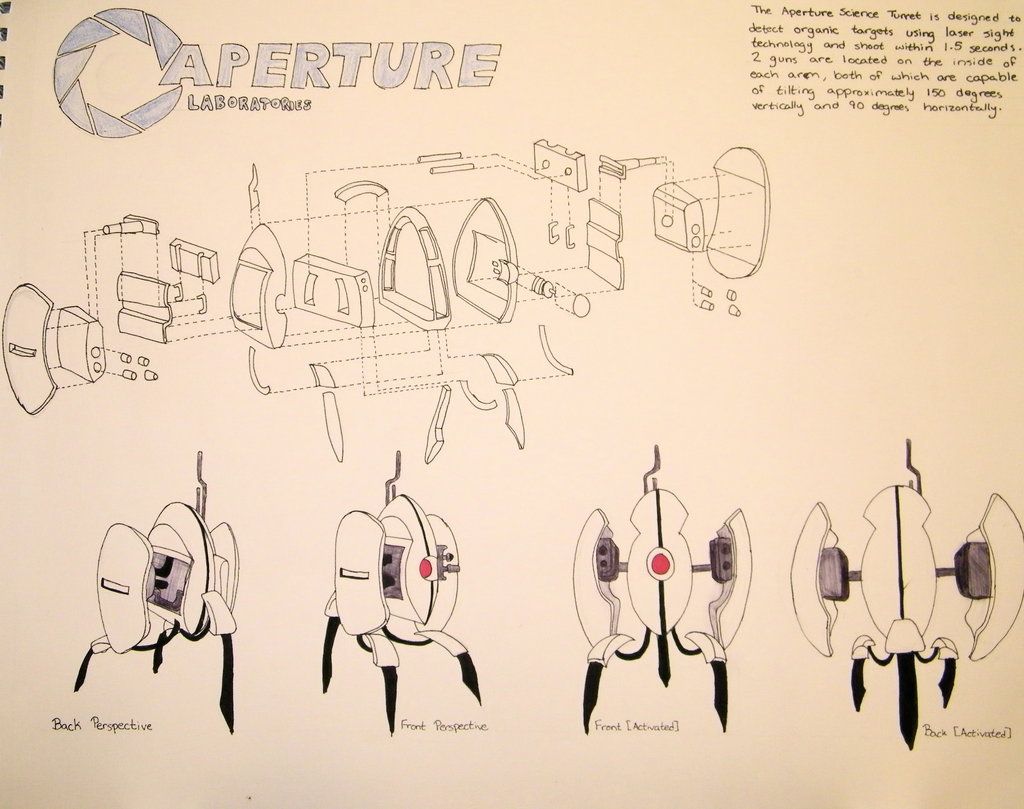 APERTURE
LABORATORIES
The Aperture Science Turret is designed to
detect organic targets using laser sight
technology and shoot within 1.5 seconds.
2 guns are located on the inside of
each arm, both of which are capable
of tilting approximately 150 degrees
vertically and 90 degrees horizontally.
Back Perspective
Front Perspective
Front [Activated]
Back [Activated]